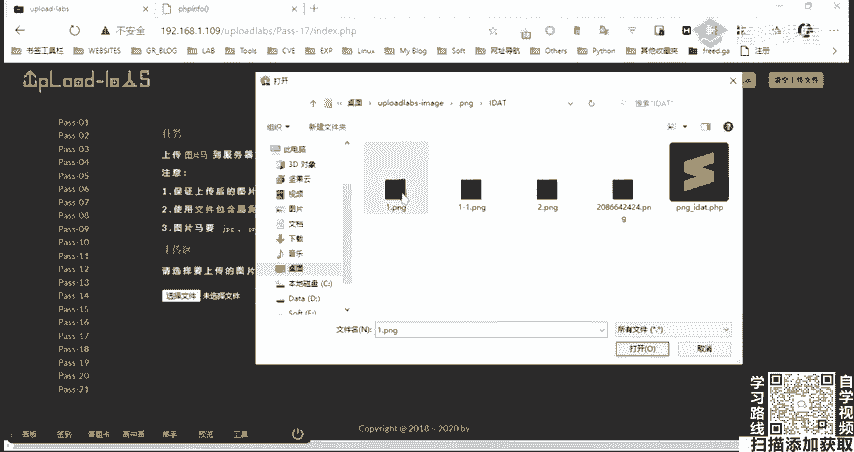 upload-labs
phpinfo()
不安全 192.168.1.109/uploadlabs/Pass-17/index.php
书签工具栏 WEBSITES GR_BLOG LAB Tools CVE EXP Linux My Blog Soft 网址导航 Others Python 其他收藏夹 freed.ga 注册
UpLoad-labs
清空上传文件
打开
桌面 uploadlabs-image .png IDAT
搜索"IDAT"
组织 新建文件夹
此电脑
3D 对象
坚果云
视频
图片
文档
下载
音乐
桌面
本地磁盘 (C:)
Data (D:)
Soft (E:)
1.png
1-1.png
2.png
2086642424.png
png_idat.php
文件名(N): 1.png
所有文件 (*.*)
打开(O) 取消
Pass-01
Pass-02
Pass-03
Pass-04
Pass-05
Pass-06
Pass-07
Pass-08
Pass-09
Pass-10
Pass-11
Pass-12
Pass-13
Pass-14
Pass-15
Pass-16
Pass-17
Pass-18
Pass-19
Pass-20
Pass-21
任务
上传 图片马 到服务器
注意:
1.保证上传后的图片
2.使用文件包含漏
3.图片马要
上传区
请选择要上传的图片
选择文件 未选择文件
Copyright @ 2018 ~ 2020 by
学习路线
自学视频
扫描添加获取